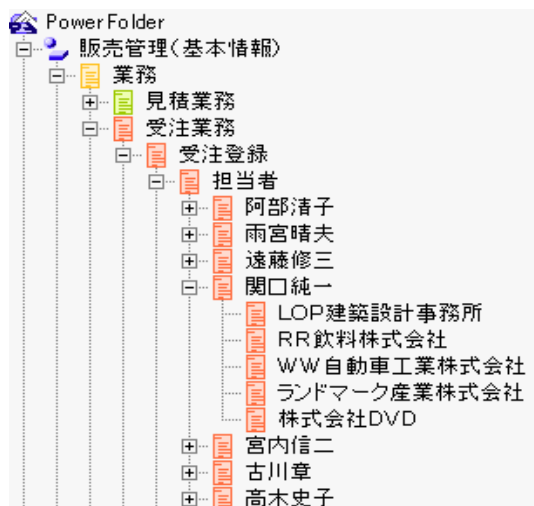 PowerFolder
販売管理(基本情報)
業務
見積業務
受注業務
受注登録
担当者
阿部清子
雨宮晴夫
遠藤修三
関口純一
LOP建築設計事務所
RR飲料株式会社
WW自動車工業株式会社
ランドマーク産業株式会社
株式会社DVD
宮内信二
古川章
高木史子